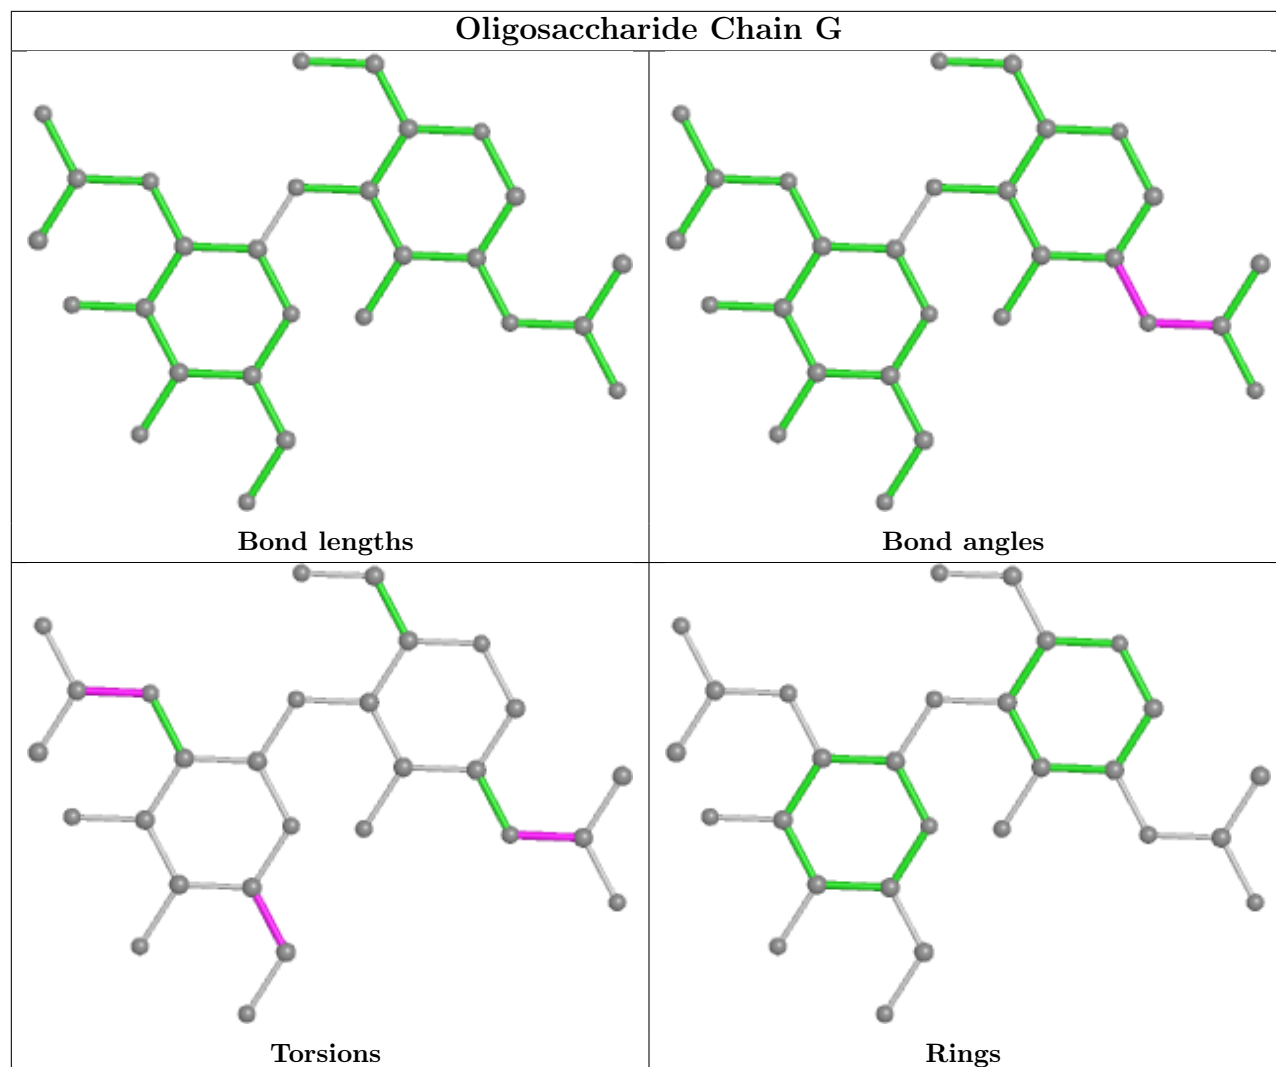 Oligosaccharide Chain G
Bond lengths
Bond angles
Torsions
Rings